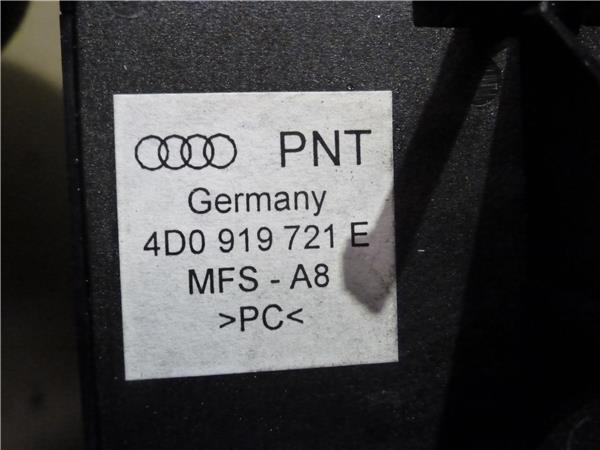 PNT
Germany
4D0 919 721 E
MFS - A8
>PC<